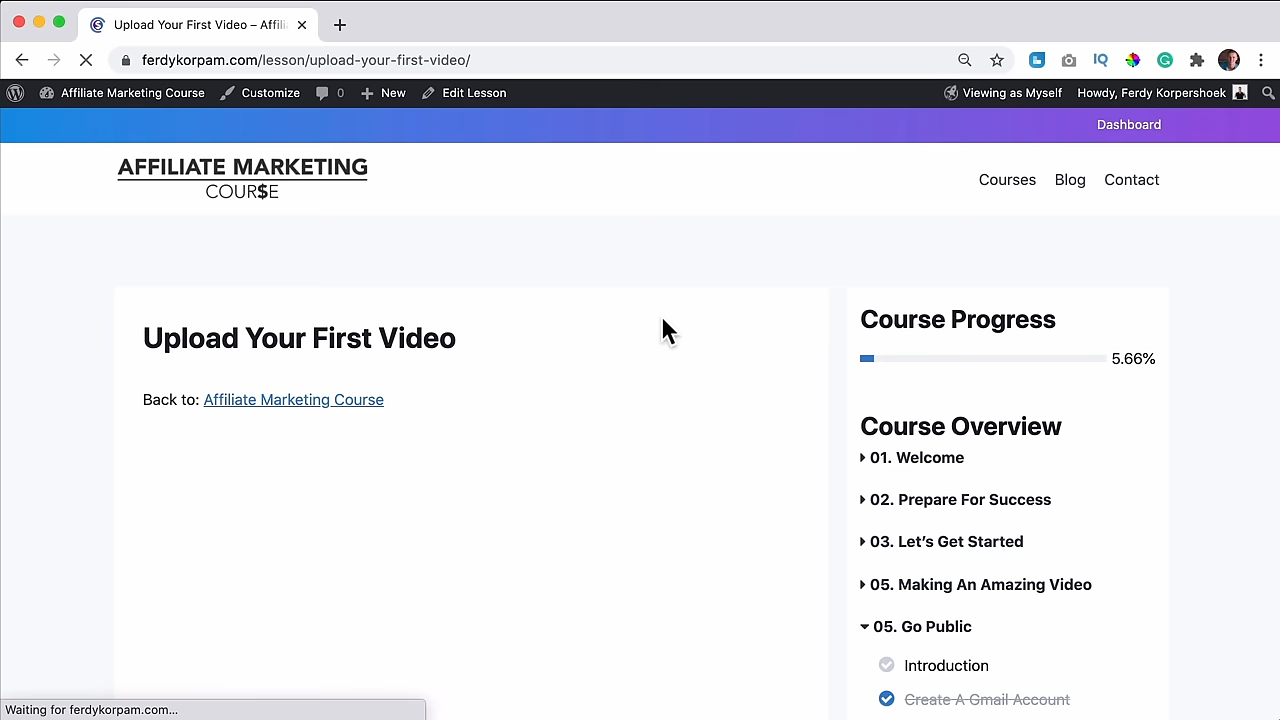 Upload Your First Video – Affili
ferdykorpam.com/lesson/upload-your-first-video/
Affiliate Marketing Course Customize 0 New Edit Lesson Viewing as Myself Howdy, Ferdy Korpershoek
Dashboard
AFFILIATE MARKETING
COUR$E
Courses Blog Contact
Upload Your First Video
Back to: Affiliate Marketing Course
Course Progress
5.66%
Course Overview
01. Welcome
02. Prepare For Success
03. Let's Get Started
05. Making An Amazing Video
05. Go Public
Introduction
Create A Gmail Account
Waiting for ferdykorpam.com...